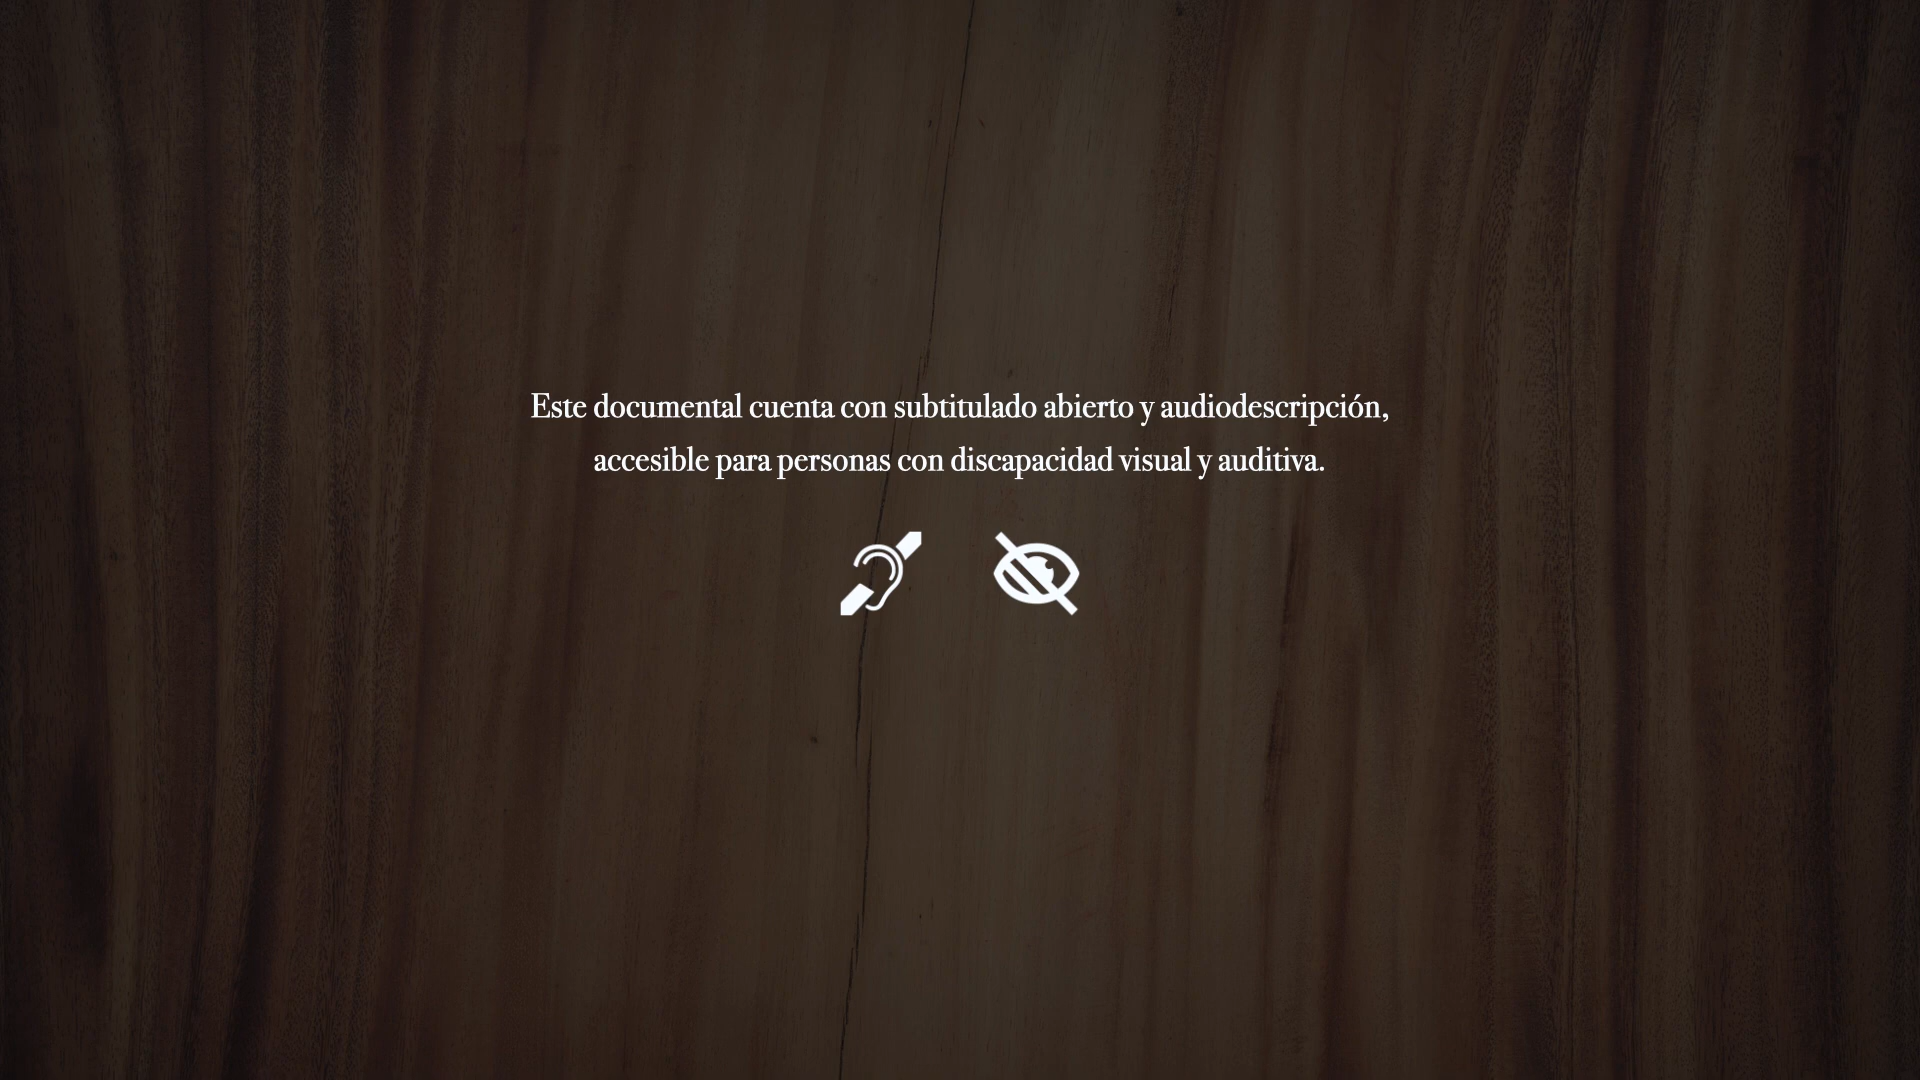 Este documental cuenta con subtitulado abierto y audiodescripción,
accesible para personas con discapacidad visual y auditiva.